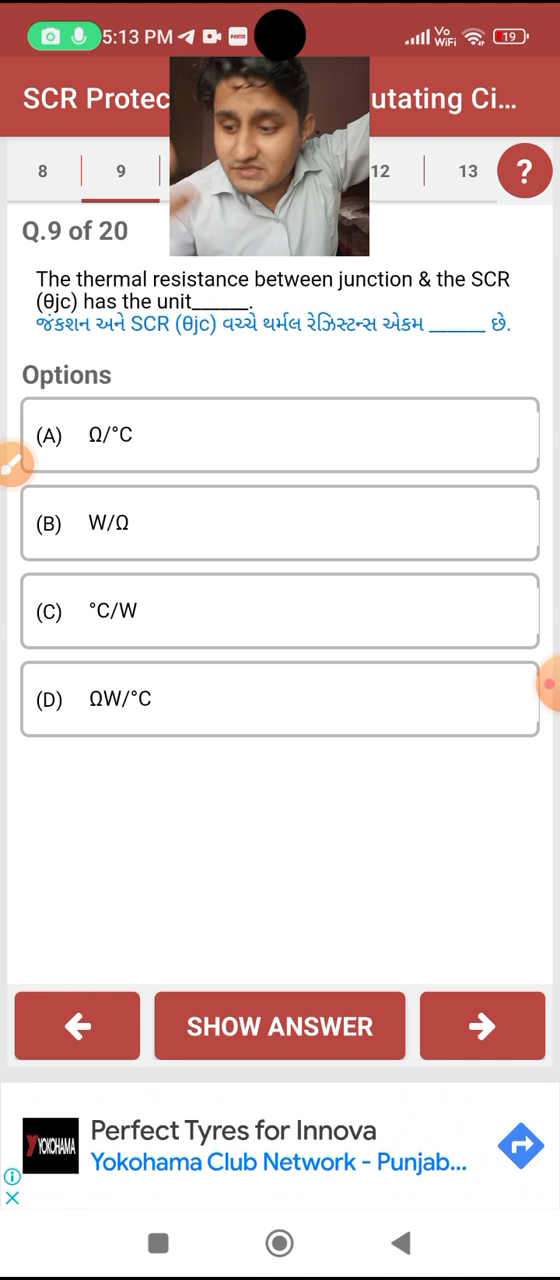 5:13 PM
Vo
WiFi
19
SCR Protec
utating Ci...
8 9 12 13 ?
Q.9 of 20
The thermal resistance between junction & the SCR
(θjc) has the unit______.
જંકશન અને SCR (θjc) વચ્ચે થર્મલ રેઝિસ્ટન્સ એકમ ______ છે.
Options
(A) Ω/°C
(B) W/Ω
(C) °C/W
(D) ΩW/°C
SHOW ANSWER
YOKOHAMA
Perfect Tyres for Innova
Yokohama Club Network - Punjab...